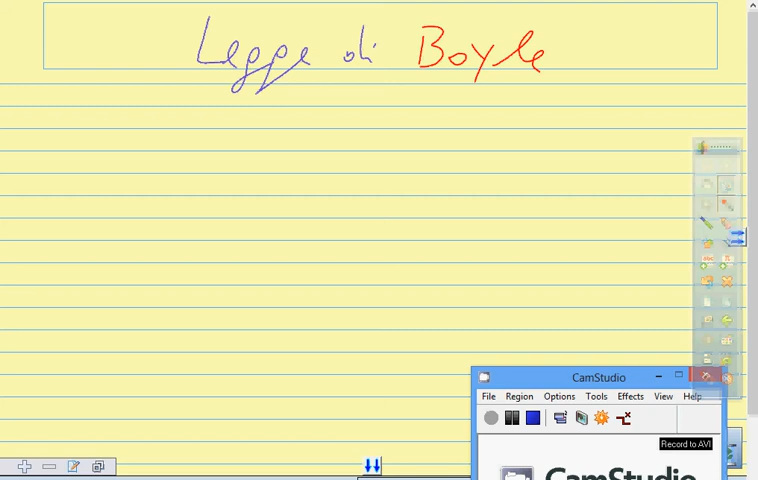 Legge di Boyle
CamStudio
File Region Options Tools Effects View Help
Record to AVI
CamStudio